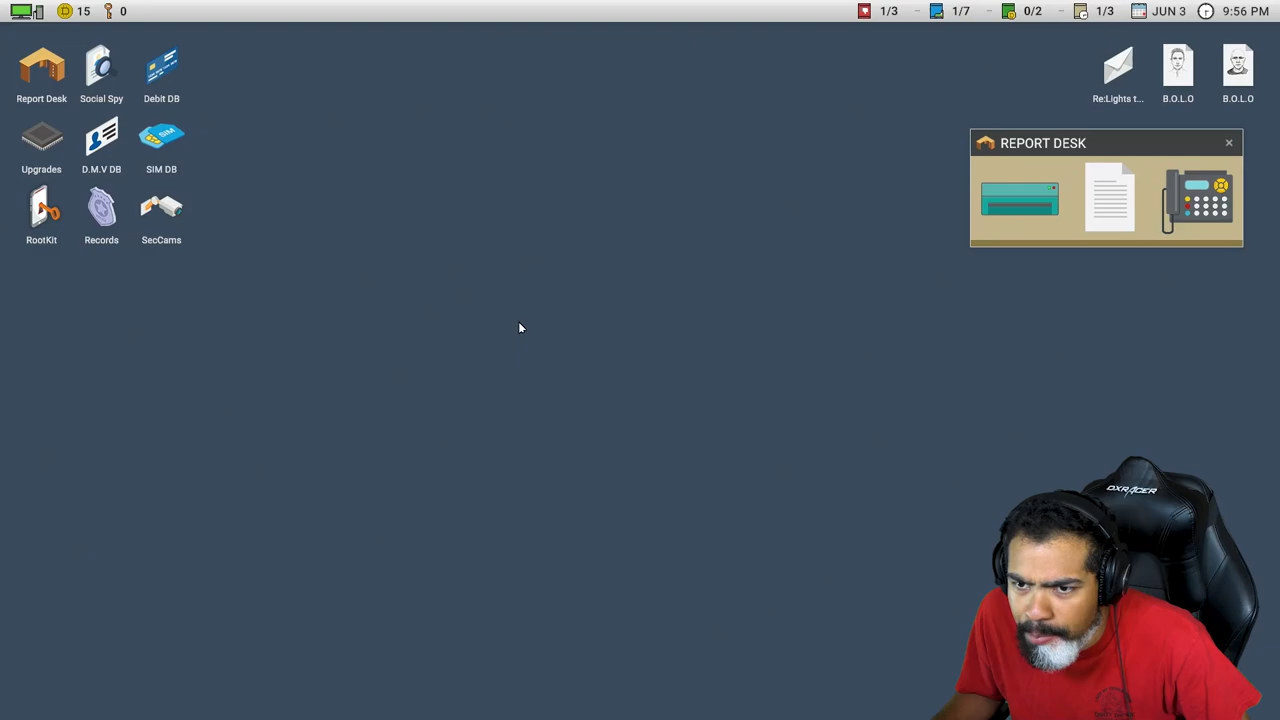 15 0 1/3 1/7 0/2 1/3 JUN 3 9:56 PM
Report Desk Social Spy Debit DB
Re:Lights t... B.O.L.O B.O.L.O
REPORT DESK ×
Upgrades D.M.V DB SIM DB
SIM
RootKit Records SecCams
DXRACER